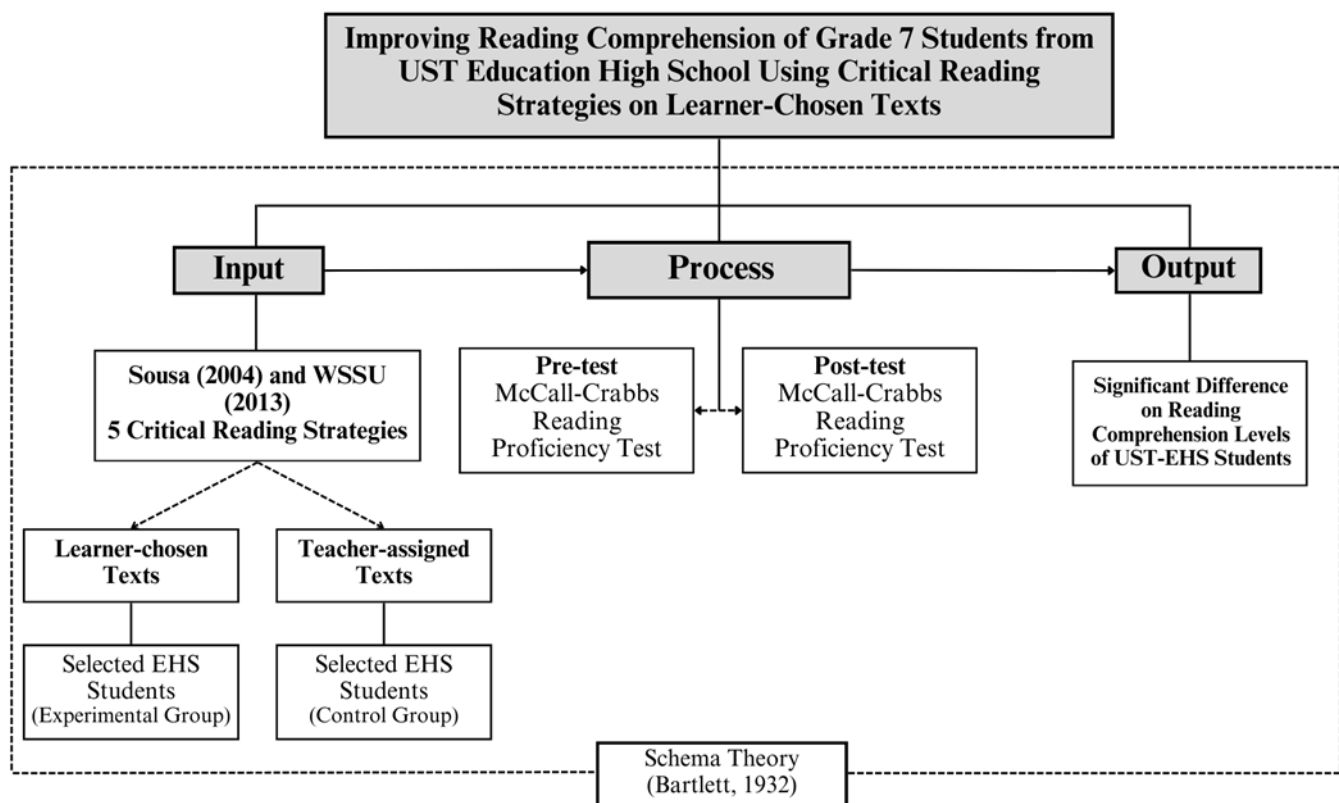 Improving Reading Comprehension of Grade 7 Students from
UST Education High School Using Critical Reading
Strategies on Learner-Chosen Texts
Input
Process
Output
Sousa (2004) and WSSU
(2013)
5 Critical Reading Strategies
Pre-test
McCall-Crabbs
Reading
Proficiency Test
Post-test
McCall-Crabbs
Reading
Proficiency Test
Significant Difference
on Reading
Comprehension Levels
of UST-EHS Students
Learner-chosen
Texts
Teacher-assigned
Texts
Selected EHS
Students
(Experimental Group)
Selected EHS
Students
(Control Group)
Schema Theory
(Bartlett, 1932)